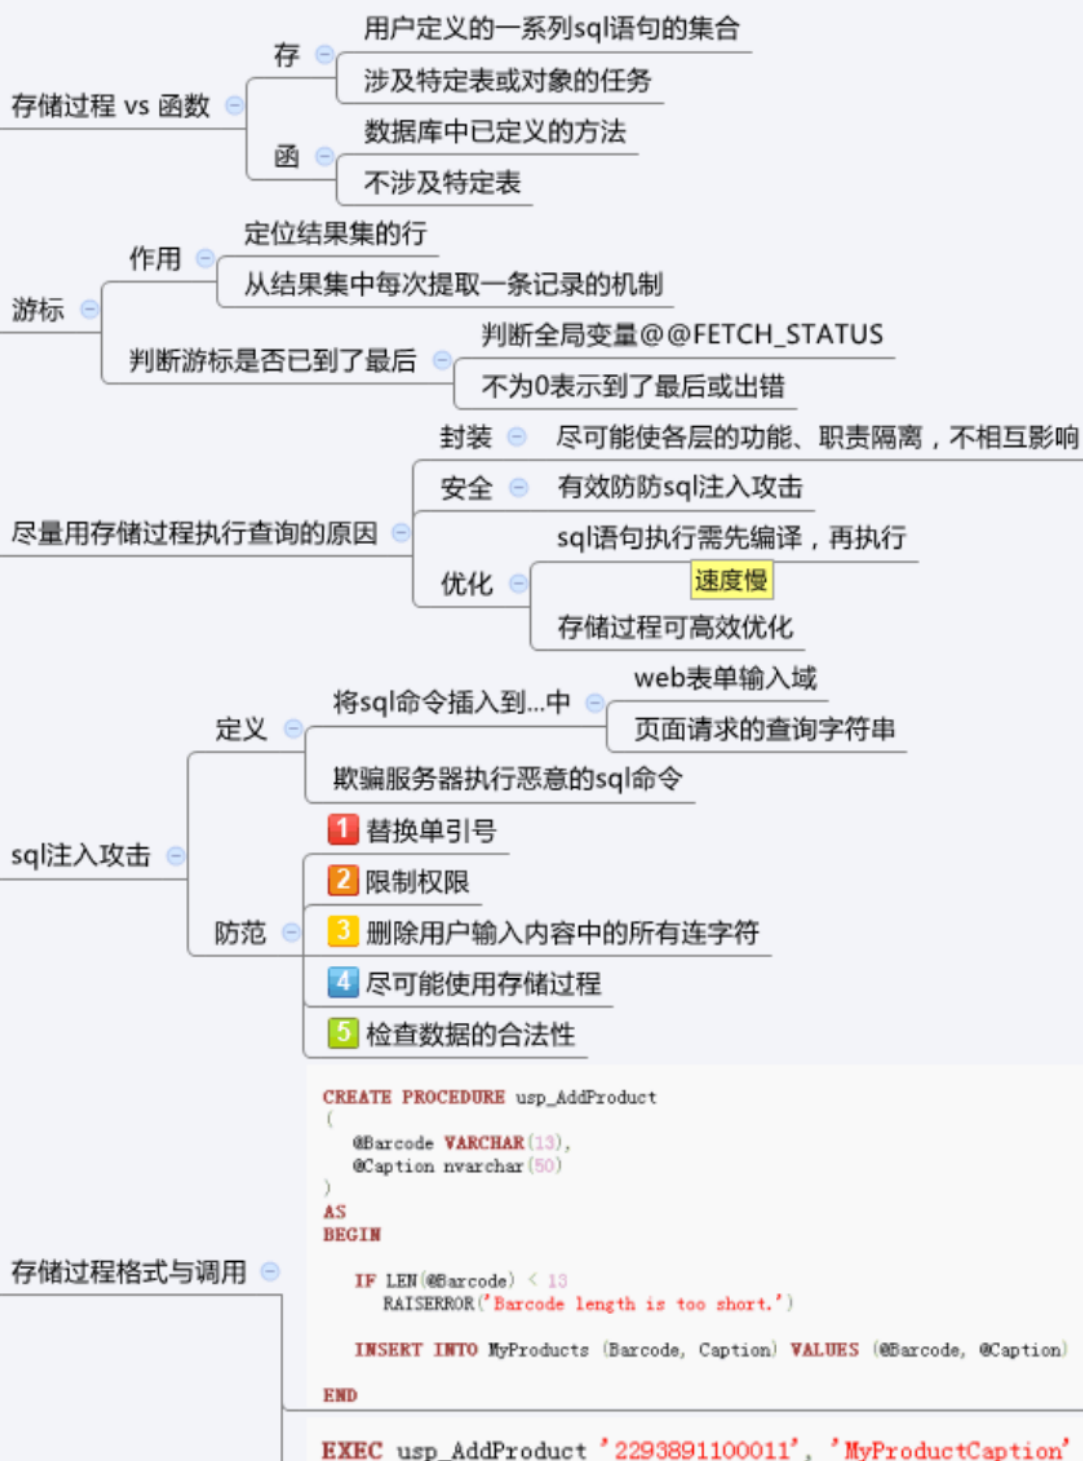 存储过程 vs 函数
存
用户定义的一系列sql语句的集合
涉及特定表或对象的任务
函
数据库中已定义的方法
不涉及特定表
游标
作用
定位结果集的行
从结果集中每次提取一条记录的机制
判断游标是否已到了最后
判断全局变量@@FETCH_STATUS
不为0表示到了最后或出错
尽量用存储过程执行查询的原因
封装
尽可能使各层的功能、职责隔离，不相互影响
安全
有效防防sql注入攻击
优化
sql语句执行需先编译，再执行
速度慢
存储过程可高效优化
sql注入攻击
定义
将sql命令插入到...中
web表单输入域
页面请求的查询字符串
欺骗服务器执行恶意的sql命令
防范
1 替换单引号
2 限制权限
3 删除用户输入内容中的所有连字符
4 尽可能使用存储过程
5 检查数据的合法性
存储过程格式与调用
CREATE PROCEDURE usp_AddProduct
(
@Barcode VARCHAR(13),
@Caption nvarchar(50)
)
AS
BEGIN
IF LEN(@Barcode) < 13
RAISERROR('Barcode length is too short.')
INSERT INTO MyProducts (Barcode, Caption) VALUES (@Barcode, @Caption)
END
EXEC usp_AddProduct '2293891100011', 'MyProductCaption'